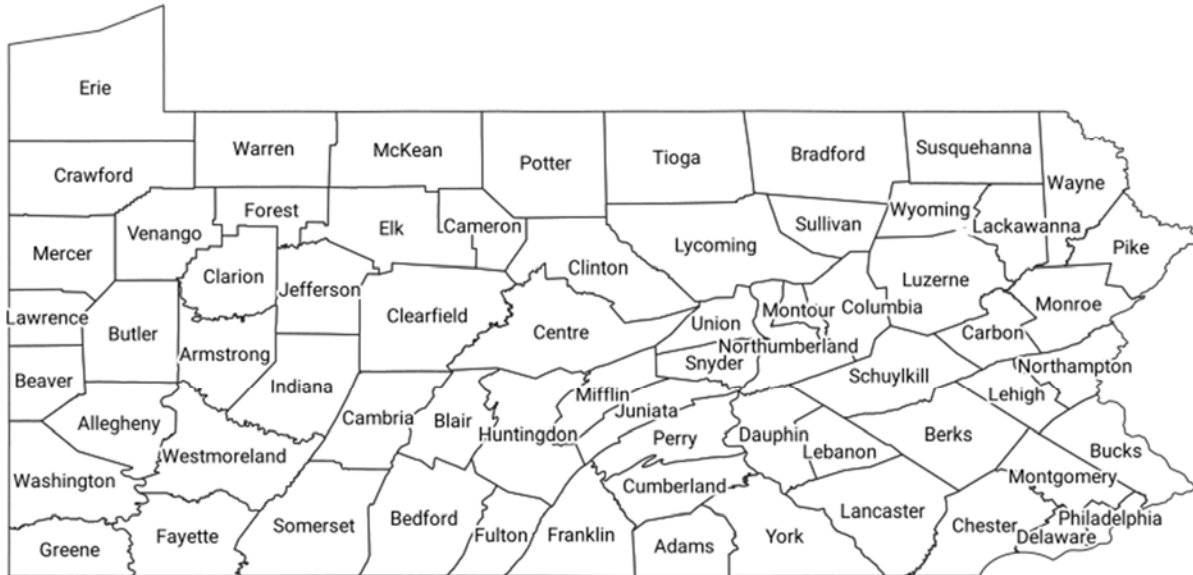 Erie
Warren
McKean
Potter
Tioga
Bradford
Susquehanna
Crawford
Wayne
Forest
Venango
Elk
Cameron
Sullivan
Wyoming
Lackawanna
Mercer
Lycoming
Pike
Clarion
Clinton
Jefferson
Luzerne
Lawrence
Butler
Clearfield
Centre
Union
Montour
Columbia
Monroe
Armstrong
Northumberland
Carbon
Beaver
Indiana
Snyder
Schuylkill
Northampton
Mifflin
Lehigh
Allegheny
Cambria
Blair
Huntingdon
Juniata
Perry
Dauphin
Berks
Westmoreland
Lebanon
Bucks
Washington
Cumberland
Montgomery
Greene
Fayette
Somerset
Bedford
Fulton
Franklin
Adams
York
Lancaster
Chester
Delaware
Philadelphia